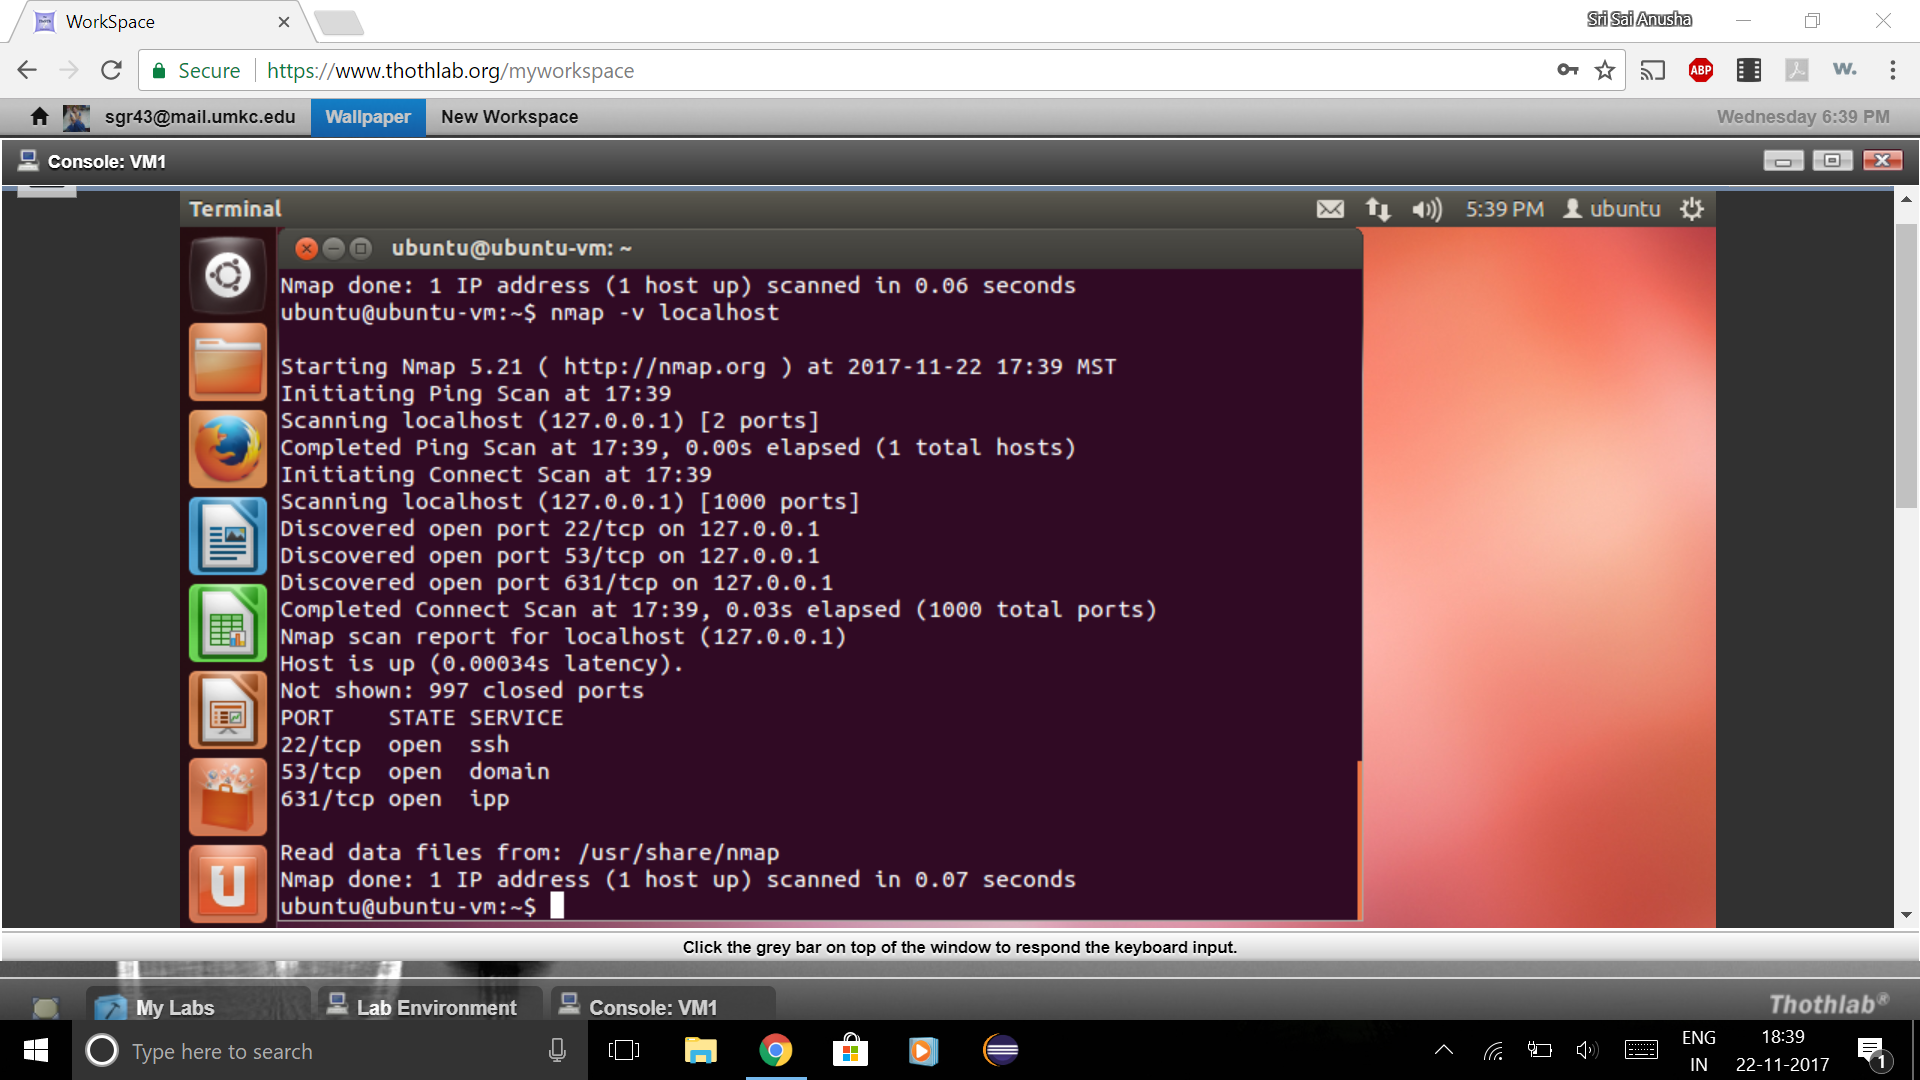 WorkSpace
Sri Sai Anusha
Secure https://www.thothlab.org/myworkspace
ABP
W.
sgr43@mail.umkc.edu Wallpaper New Workspace Wednesday 6:39 PM
Console: VM1
Terminal 5:39 PM ubuntu
ubuntu@ubuntu-vm: ~
Nmap done: 1 IP address (1 host up) scanned in 0.06 seconds
ubuntu@ubuntu-vm:~$ nmap -v localhost
Starting Nmap 5.21 ( http://nmap.org ) at 2017-11-22 17:39 MST
Initiating Ping Scan at 17:39
Scanning localhost (127.0.0.1) [2 ports]
Completed Ping Scan at 17:39, 0.00s elapsed (1 total hosts)
Initiating Connect Scan at 17:39
Scanning localhost (127.0.0.1) [1000 ports]
Discovered open port 22/tcp on 127.0.0.1
Discovered open port 53/tcp on 127.0.0.1
Discovered open port 631/tcp on 127.0.0.1
Completed Connect Scan at 17:39, 0.03s elapsed (1000 total ports)
Nmap scan report for localhost (127.0.0.1)
Host is up (0.00034s latency).
Not shown: 997 closed ports
PORT STATE SERVICE
22/tcp open ssh
53/tcp open domain
631/tcp open ipp
Read data files from: /usr/share/nmap
Nmap done: 1 IP address (1 host up) scanned in 0.07 seconds
ubuntu@ubuntu-vm:~$
Click the grey bar on top of the window to respond the keyboard input.
My Labs Lab Environment Console: VM1 Thothlab®
Type here to search
ENG
IN
18:39
22-11-2017
1